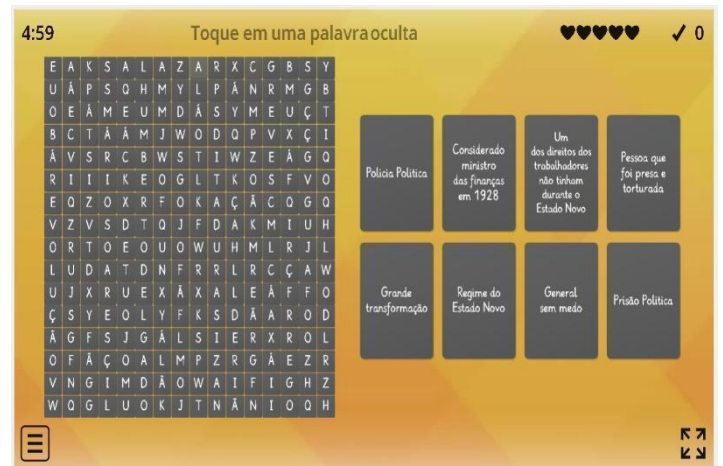 4:59
Toque em uma palavra oculta
✓ 0
E A K S A L A Z A R X C G B S Y
U Â P S Q H M Y L P Â N R M G B
O E Á M E U M D Á S Y M E U Ç T
B C T Á Â M J W O D Q P V X Ç I
Á V S R C B W S T I W Z E Á G Q
R I I I K E O G L T K O S F V O
E Q Z O X R F O K A Ç Ã C Q G Q
V Z V S D T Q J F D A K M I U H
O R T O E O U O W U H M L R J L
L U D A T D N F R R L R C Ç A W
U J X R U E X Ã X A L E Á F F O
Ç S Y E O L Y F K S D Á A R O D
Ã G F S J G Á L S I E R X R O L
O F Ã Ç O A L M P Z R G Á E Z R
V N G I M D Ã O W A I F I G H Z
W Q G L U O K J T N Ã N I O Q H
Policia Politica
Considerado
ministro
das finanças
em 1928
Um
dos direitos dos
trabalhadores
não tinham
durante o
Estado Novo
Pessoa que
foi presa e
torturada
Grande
transformação
Regime do
Estado Novo
General
sem medo
Prisão Política